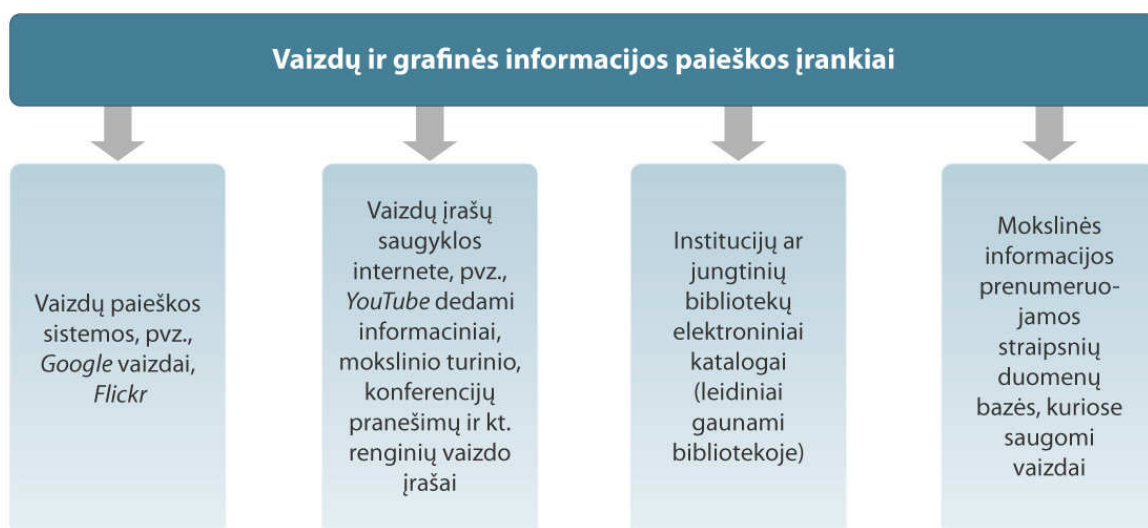 Vaizdų ir grafinės informacijos paieškos įrankiai
Vaizdų paieškos
sistemos, pvz.,
Google vaizdai,
Flickr
Vaizdų įrašų
saugyklos
internete, pvz.,
YouTube dedami
informaciniai,
mokslinio turinio,
konferencijų
pranešimų ir kt.
renginių vaizdo
įrašai
Institucijų ar
jungtinių
bibliotekų
elektroniniai
katalogai
(leidiniai
gaunami
bibliotekoje)
Mokslinės
informacijos
prenumeruo-
jamos
straipsnių
duomenų
bazės, kuriose
saugomi
vaizdai